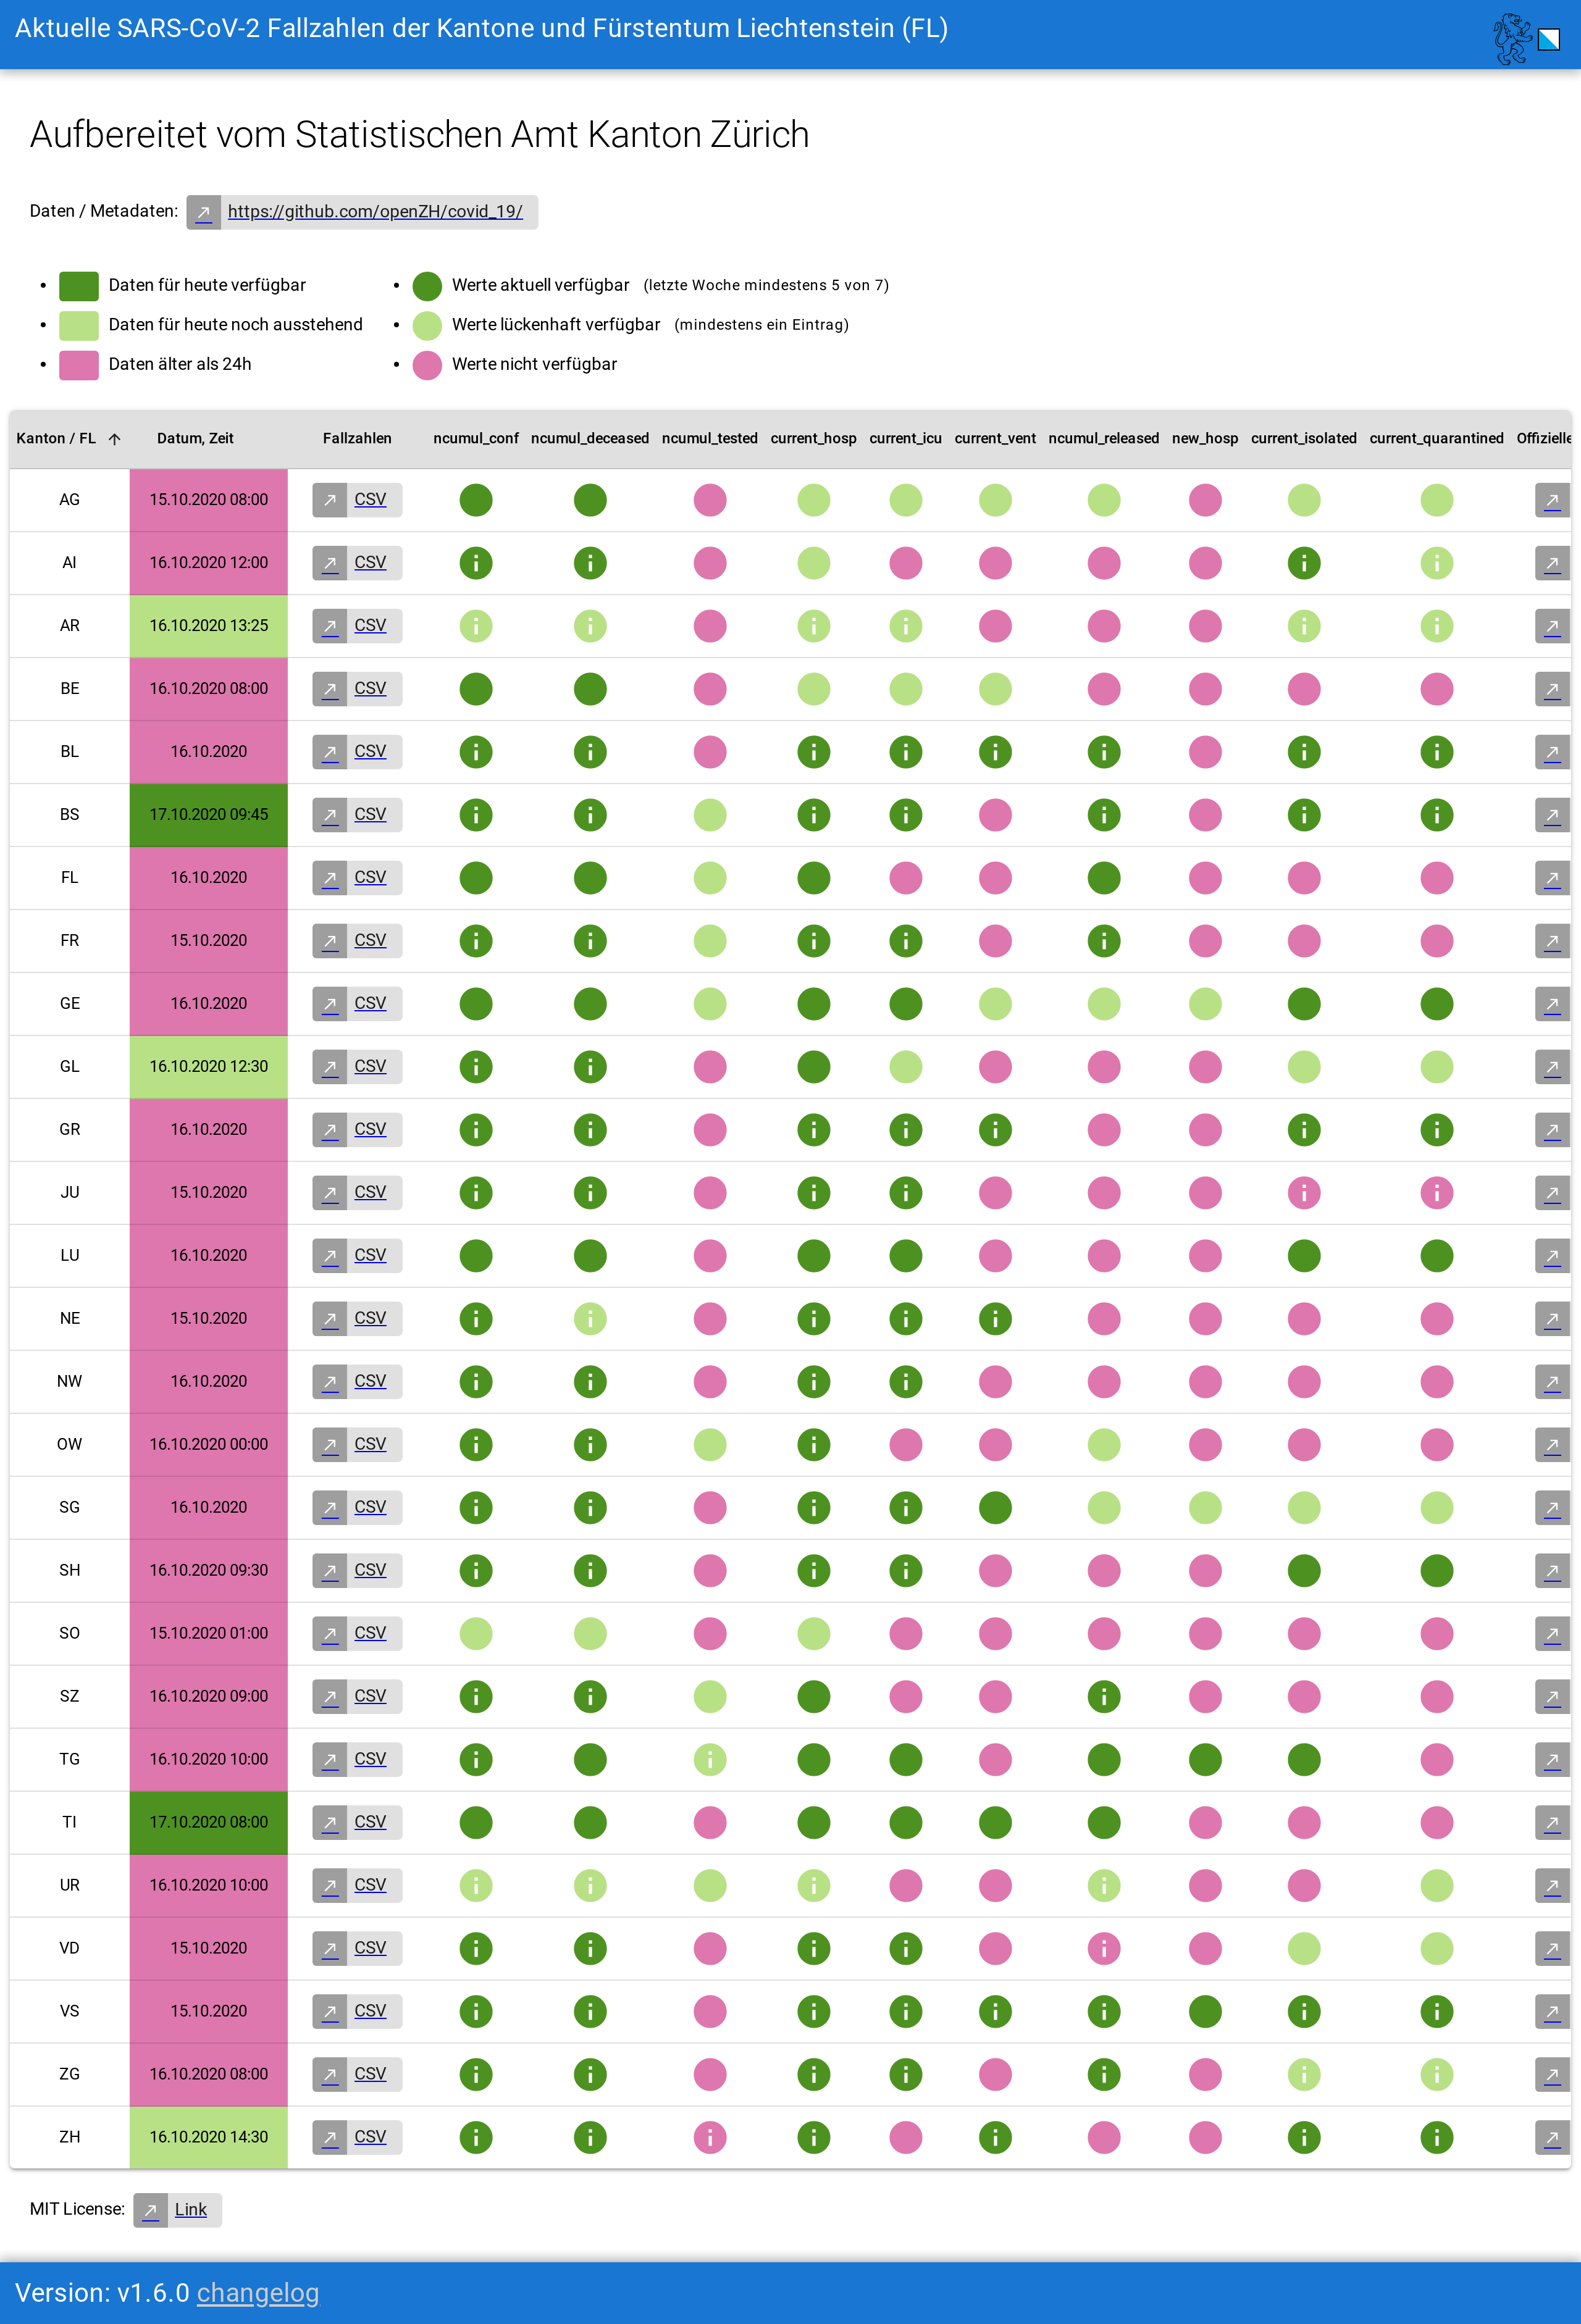 Aktuelle SARS-CoV-2 Fallzahlen der Kantone und Fürstentum Liechtenstein (FL)
Aufbereitet vom Statistischen Amt Kanton Zürich
Daten / Metadaten: https://github.com/openZH/covid_19/
Daten für heute verfügbar
Daten für heute noch ausstehend
Daten älter als 24h
Werte aktuell verfügbar (letzte Woche mindestens 5 von 7)
Werte lückenhaft verfügbar (mindestens ein Eintrag)
Werte nicht verfügbar
Kanton / FL Datum, Zeit Fallzahlen ncumul_conf ncumul_deceased ncumul_tested current_hosp current_icu current_vent ncumul_released new_hosp current_isolated current_quarantined Offizielle
AG 15.10.2020 08:00 CSV
AI 16.10.2020 12:00 CSV
AR 16.10.2020 13:25 CSV
BE 16.10.2020 08:00 CSV
BL 16.10.2020 CSV
BS 17.10.2020 09:45 CSV
FL 16.10.2020 CSV
FR 15.10.2020 CSV
GE 16.10.2020 CSV
GL 16.10.2020 12:30 CSV
GR 16.10.2020 CSV
JU 15.10.2020 CSV
LU 16.10.2020 CSV
NE 15.10.2020 CSV
NW 16.10.2020 CSV
OW 16.10.2020 00:00 CSV
SG 16.10.2020 CSV
SH 16.10.2020 09:30 CSV
SO 15.10.2020 01:00 CSV
SZ 16.10.2020 09:00 CSV
TG 16.10.2020 10:00 CSV
TI 17.10.2020 08:00 CSV
UR 16.10.2020 10:00 CSV
VD 15.10.2020 CSV
VS 15.10.2020 CSV
ZG 16.10.2020 08:00 CSV
ZH 16.10.2020 14:30 CSV
MIT License: Link
Version: v1.6.0 changelog